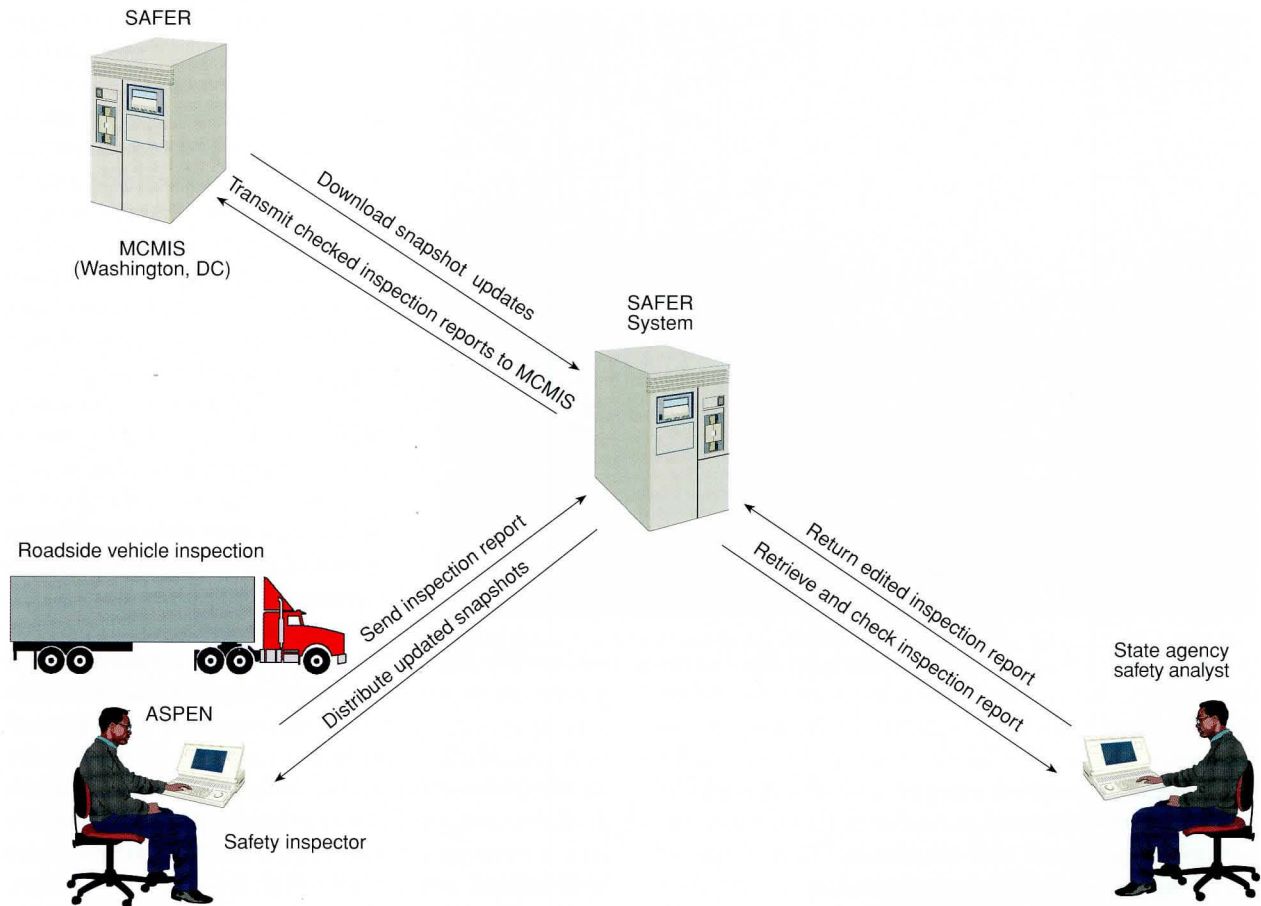 SAFER
MCMIS
(Washington, DC)
Download snapshot updates
Transmit checked inspection reports to MCMIS
SAFER
System
Roadside vehicle inspection
ASPEN
Safety inspector
Send inspection report
Distribute updated snapshots
Return edited inspection report
Retrieve and check inspection report
State agency
safety analyst